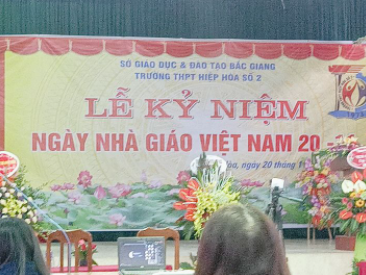 SỞ GIÁO DỤC & ĐÀO TẠO BẮC GIANG
TRƯỜNG THPT HIỆP HÒA SỐ 2
LỄ KỶ NIỆM
NGÀY NHÀ GIÁO VIỆT NAM 20 -
òa, ngày 20 tháng 1